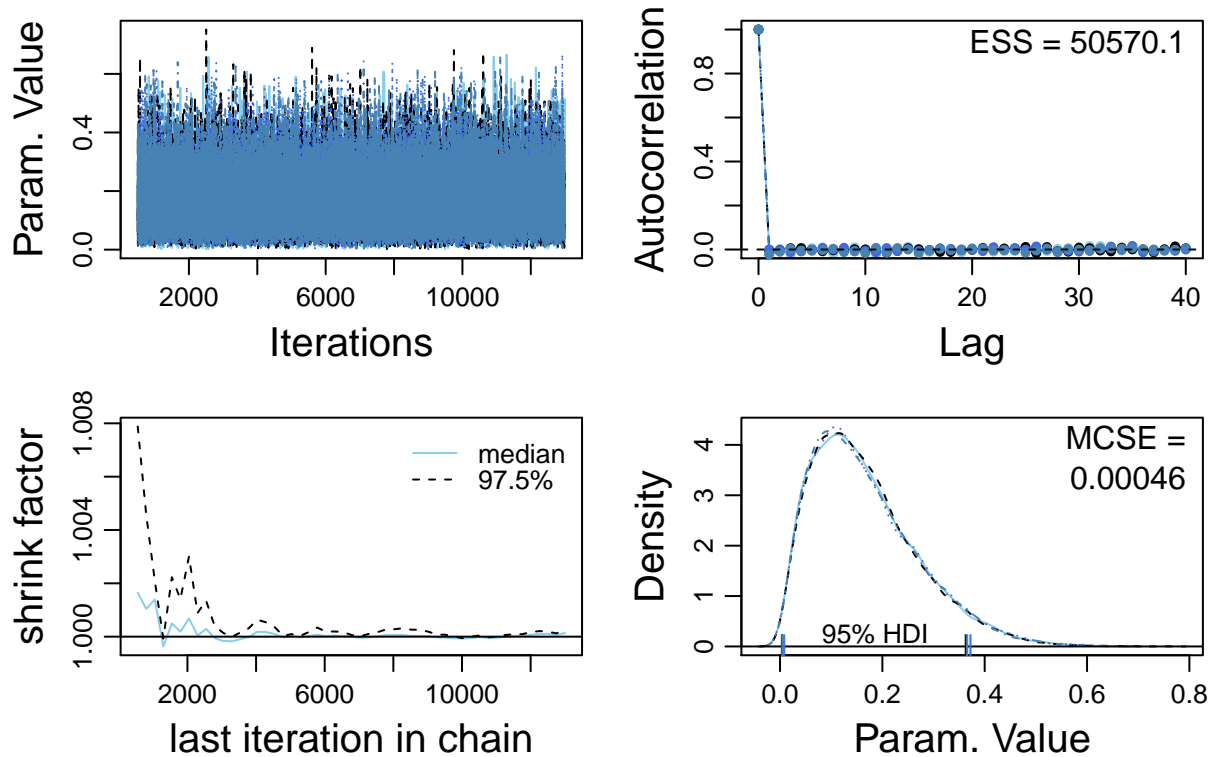 Param. Value
0.0 0.4
2000 6000 10000
Iterations
Autocorrelation
0.0 0.4 0.8
ESS = 50570.1
0 10 20 30 40
Lag
shrink factor
1.000 1.004 1.008
median
97.5%
2000 6000 10000
last iteration in chain
Density
0 1 2 3 4
MCSE =
0.00046
95% HDI
0.0 0.2 0.4 0.6 0.8
Param. Value